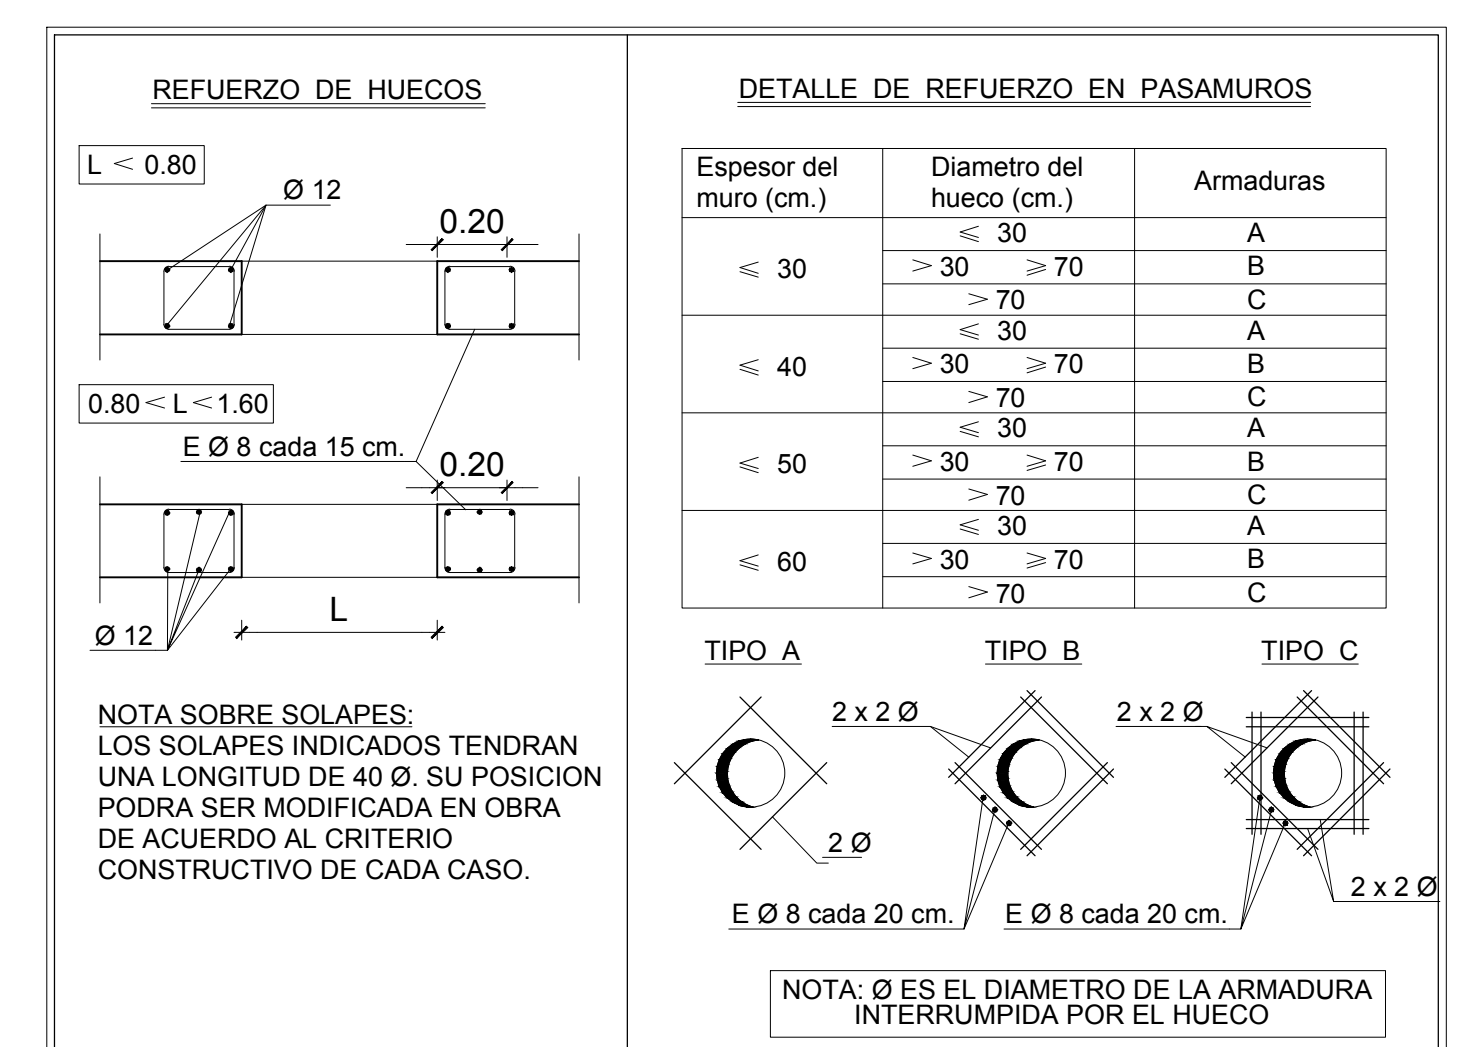 REFUERZO DE HUECOS
L < 0.80
Ø 12
0.20
0.80 < L < 1.60
E Ø 8 cada 15 cm.
0.20
L
Ø 12
NOTA SOBRE SOLAPES:
LOS SOLAPES INDICADOS TENDRAN
UNA LONGITUD DE 40 Ø. SU POSICION
PODRA SER MODIFICADA EN OBRA
DE ACUERDO AL CRITERIO
CONSTRUCTIVO DE CADA CASO.
DETALLE DE REFUERZO EN PASAMUROS
Espesor del
muro (cm.)
Diametro del
hueco (cm.)
Armaduras
⩽ 30
⩽ 30 A
> 30 ⩾ 70 B
> 70 C
⩽ 40
⩽ 30 A
> 30 ⩾ 70 B
> 70 C
⩽ 50
⩽ 30 A
> 30 ⩾ 70 B
> 70 C
⩽ 60
⩽ 30 A
> 30 ⩾ 70 B
> 70 C
TIPO A
2 Ø
TIPO B
2 x 2 Ø
E Ø 8 cada 20 cm.
TIPO C
2 x 2 Ø
E Ø 8 cada 20 cm.
2 x 2 Ø
NOTA: Ø ES EL DIAMETRO DE LA ARMADURA
INTERRUMPIDA POR EL HUECO